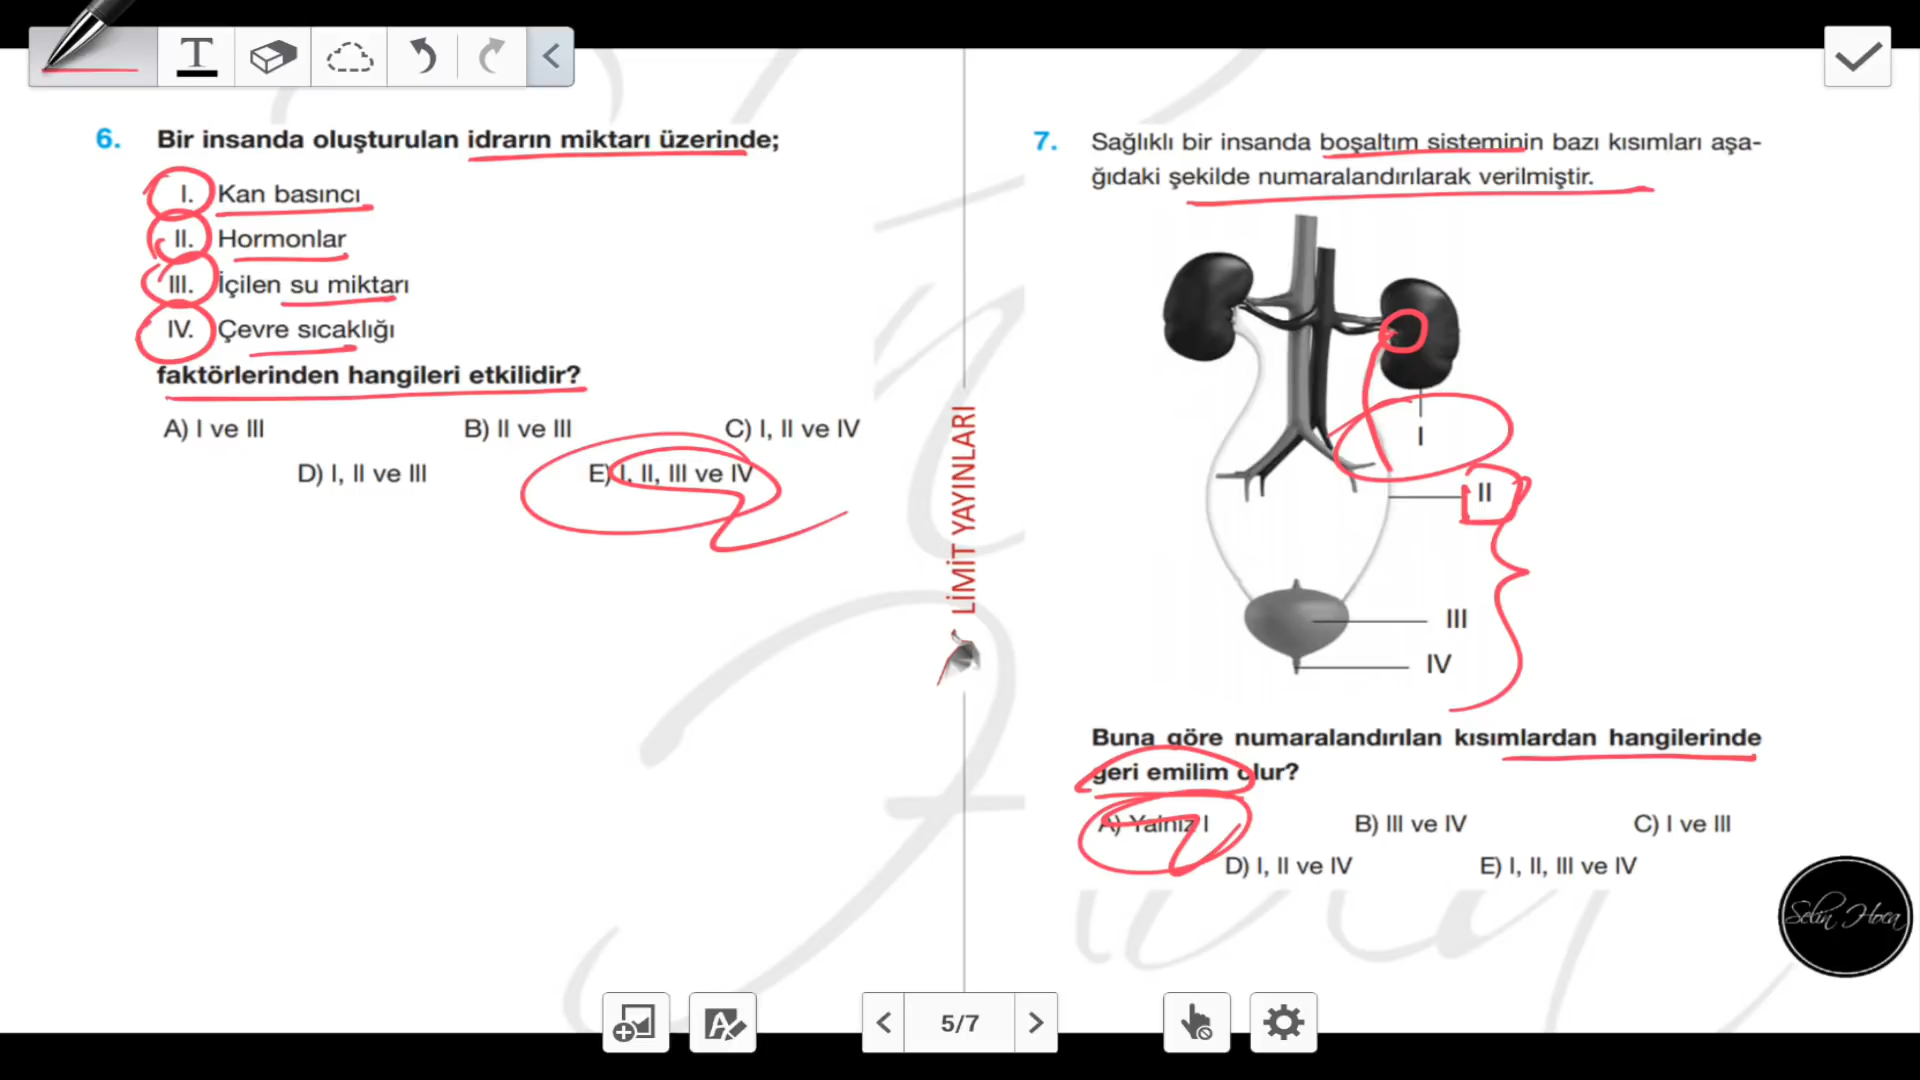 T
6. Bir insanda oluşturulan idrarın miktarı üzerinde;
I. Kan basıncı
II. Hormonlar
III. İçilen su miktarı
IV. Çevre sıcaklığı
faktörlerinden hangileri etkilidir?
A) I ve III
B) II ve III
C) I, II ve IV
D) I, II ve III
E) I, II, III ve IV
LİMİT YAYINLARI
7. Sağlıklı bir insanda boşaltım sisteminin bazı kısımları aşa-
ğıdaki şekilde numaralandırılarak verilmiştir.
I
II
III
IV
Buna göre numaralandırılan kısımlardan hangilerinde
geri emilim olur?
A) Yalnız I
B) III ve IV
C) I ve III
D) I, II ve IV
E) I, II, III ve IV
Selin Hoca
A
5/7